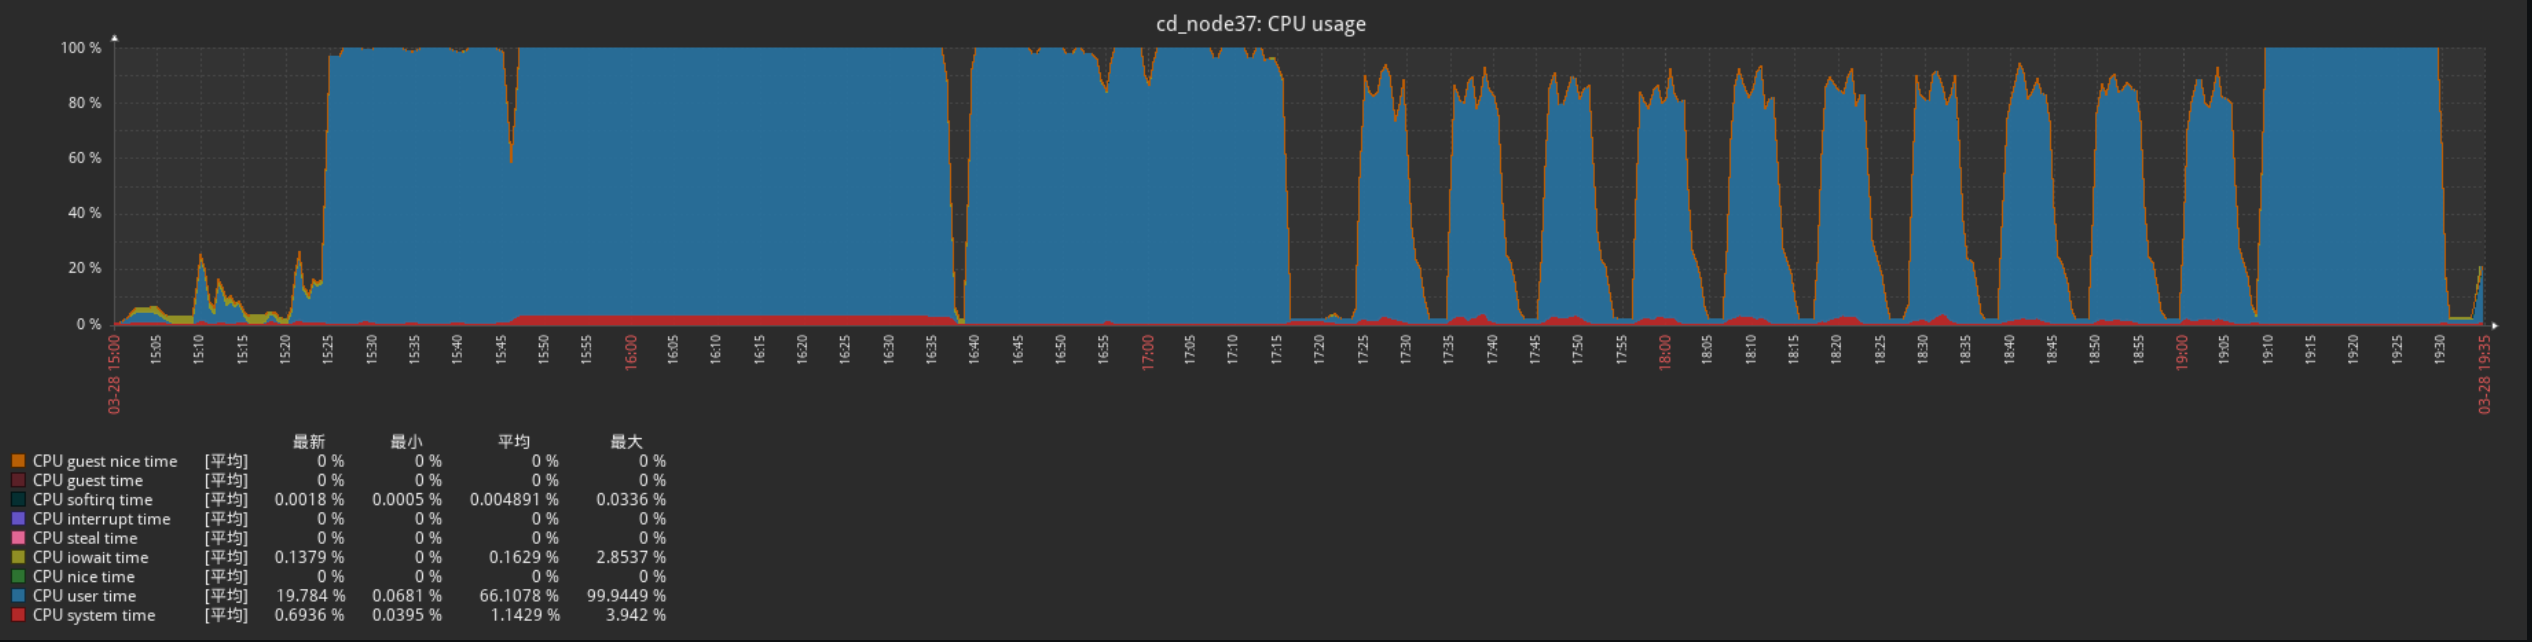 cd_node37: CPU usage
100 %
80 %
60 %
40 %
20 %
0 %
03-28 15:00 15:05 15:10 15:15 15:20 15:25 15:30 15:35 15:40 15:45 15:50 15:55 16:00 16:05 16:10 16:15 16:20 16:25 16:30 16:35 16:40 16:45 16:50 16:55 17:00 17:05 17:10 17:15 17:20 17:25 17:30 17:35 17:40 17:45 17:50 17:55 18:00 18:05 18:10 18:15 18:20 18:25 18:30 18:35 18:40 18:45 18:50 18:55 19:00 19:05 19:10 19:15 19:20 19:25 19:30 03-28 19:35
最新 最小 平均 最大
CPU guest nice time [平均] 0 % 0 % 0 % 0 %
CPU guest time [平均] 0 % 0 % 0 % 0 %
CPU softirq time [平均] 0.0018 % 0.0005 % 0.004891 % 0.0336 %
CPU interrupt time [平均] 0 % 0 % 0 % 0 %
CPU steal time [平均] 0 % 0 % 0 % 0 %
CPU iowait time [平均] 0.1379 % 0 % 0.1629 % 2.8537 %
CPU nice time [平均] 0 % 0 % 0 % 0 %
CPU user time [平均] 19.784 % 0.0681 % 66.1078 % 99.9449 %
CPU system time [平均] 0.6936 % 0.0395 % 1.1429 % 3.942 %